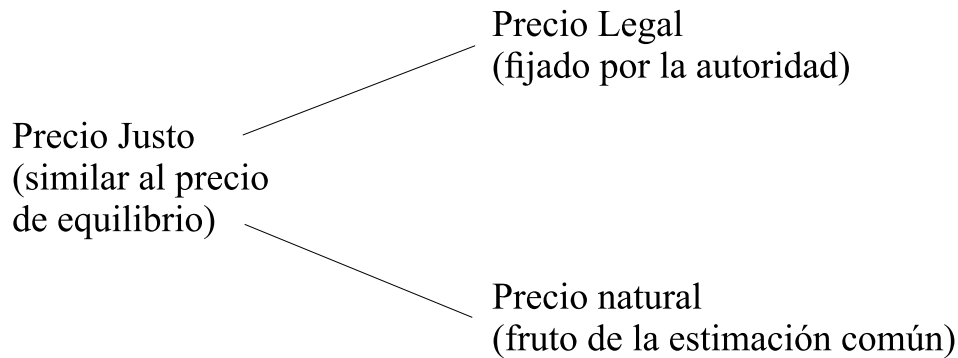 Precio Legal
(fijado por la autoridad)
Precio Justo
(similar al precio
de equilibrio)
Precio natural
(fruto de la estimación común)